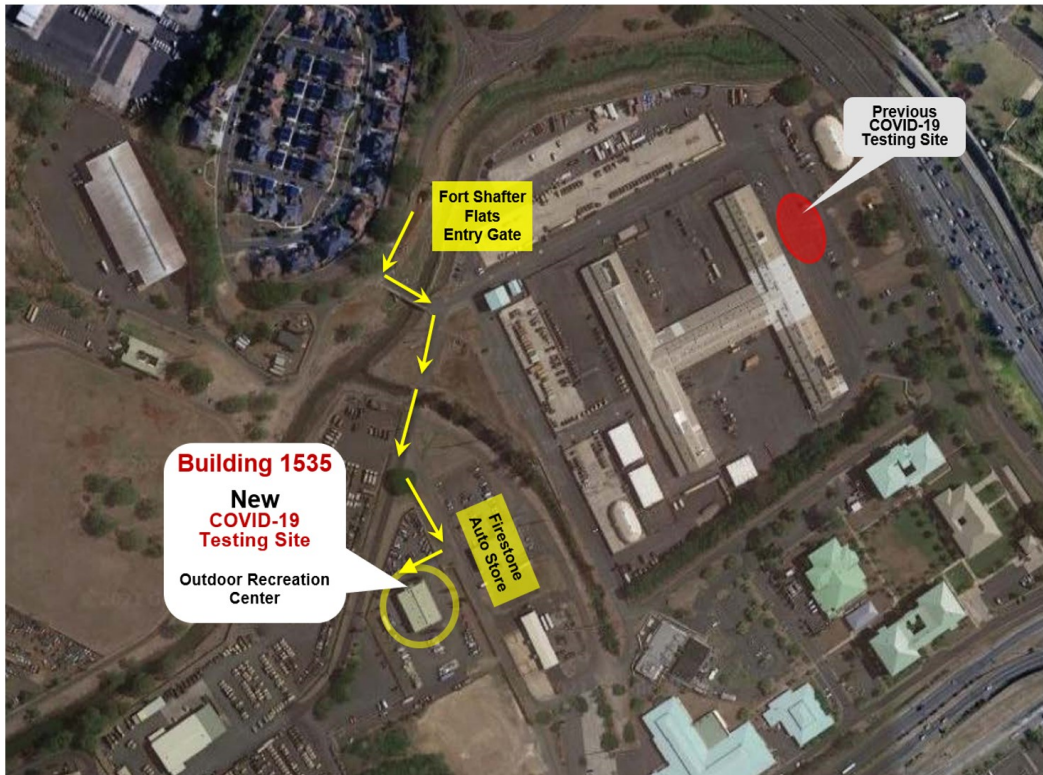 Previous
COVID-19
Testing Site
Fort Shafter
Flats
Entry Gate
Building 1535
New
COVID-19
Testing Site
Outdoor Recreation
Center
Firestone
Auto Store